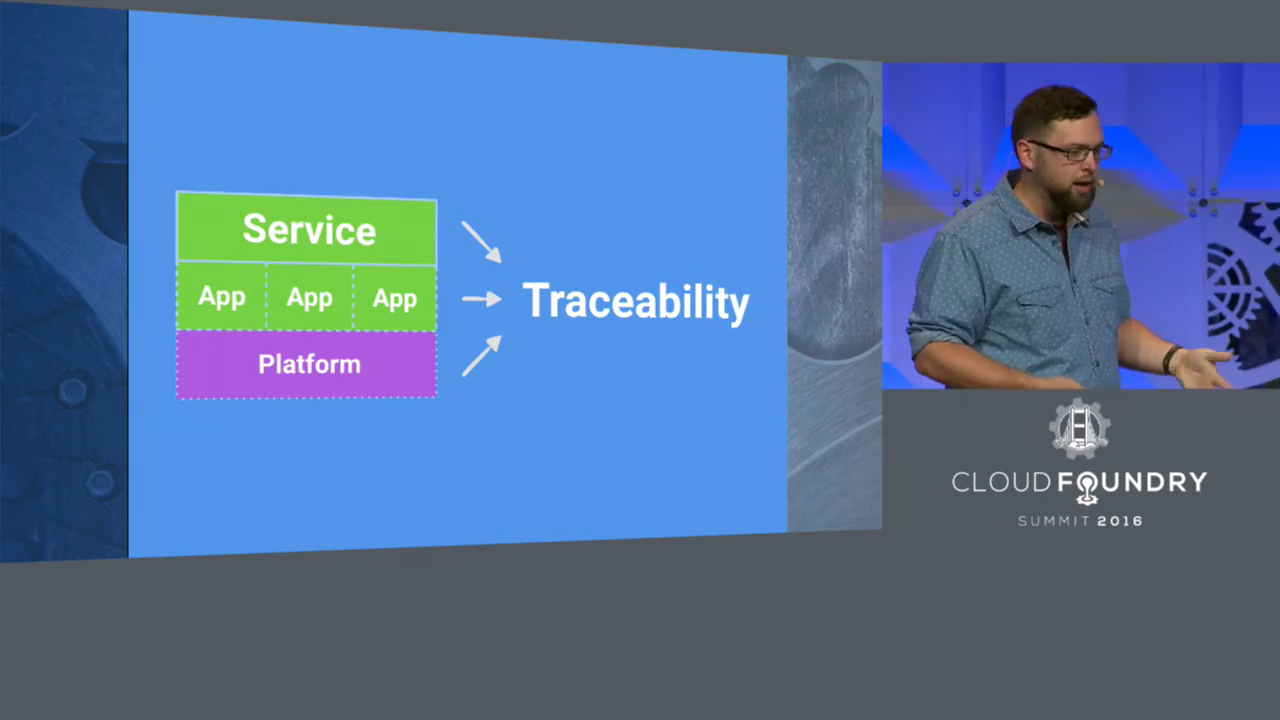 Service
App App App
Platform
Traceability
CLOUD FOUNDRY
SUMMIT 2016